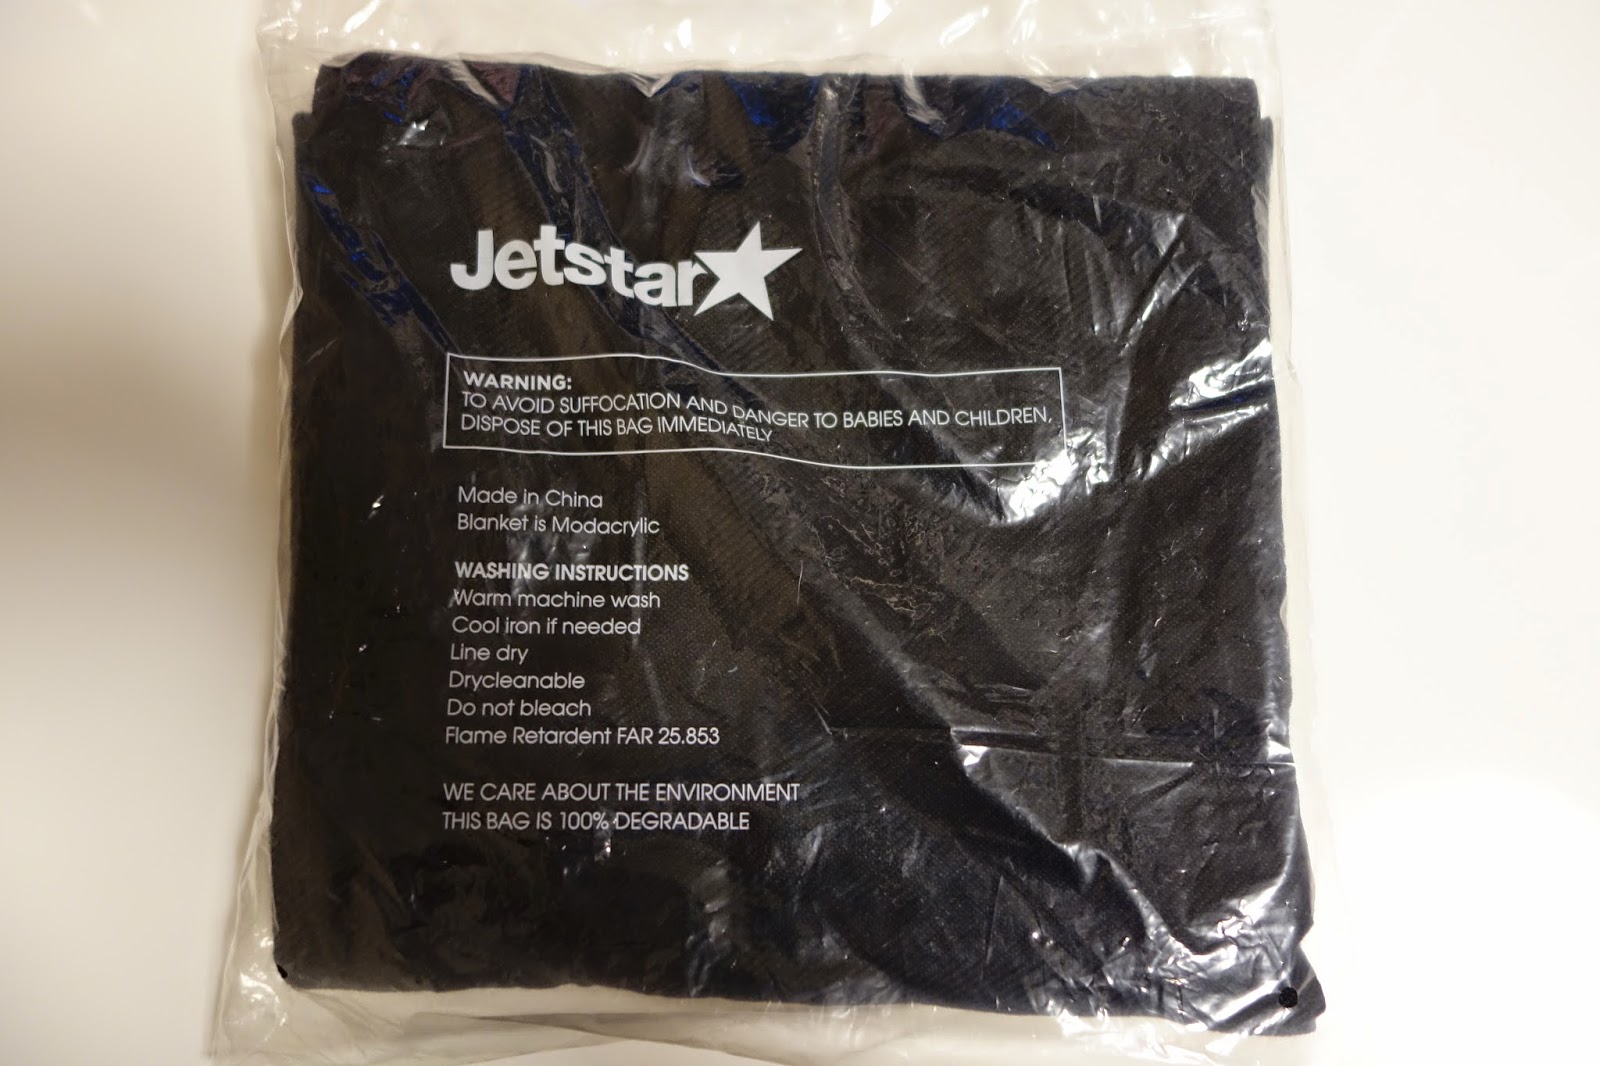 Jetstar
WARNING:
TO AVOID SUFFOCATION AND DANGER TO BABIES AND CHILDREN,
DISPOSE OF THIS BAG IMMEDIATELY
Made in China
Blanket is Modacrylic
WASHING INSTRUCTIONS
Warm machine wash
Cool iron if needed
Line dry
Drycleanable
Do not bleach
Flame Retardent FAR 25.853
WE CARE ABOUT THE ENVIRONMENT
THIS BAG IS 100% DEGRADABLE